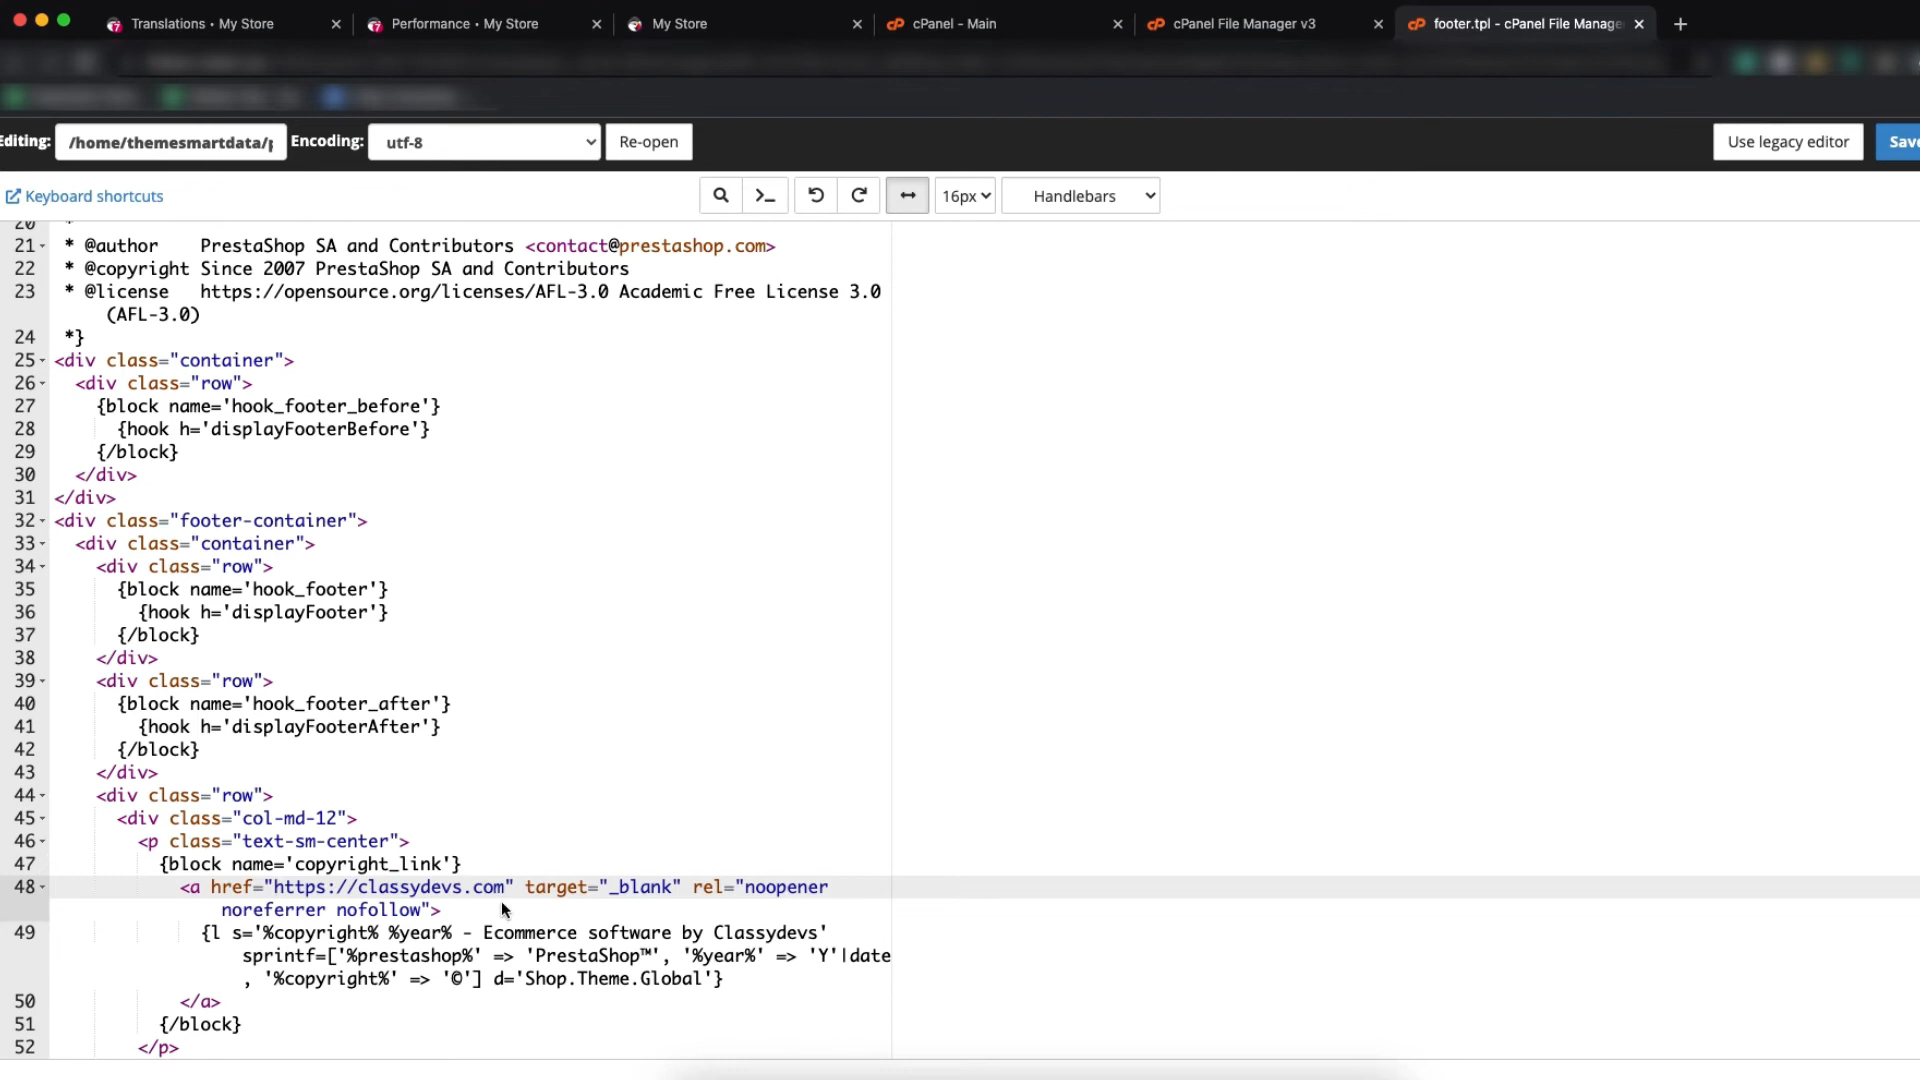 Translations • My Store
Performance • My Store
My Store
cPanel - Main
cPanel File Manager v3
footer.tpl - cPanel File Manage
Editing: /home/themesmartdata/p Encoding: utf-8 Re-open Use legacy editor Save
Keyboard shortcuts 16px Handlebars
20 *
21 * @author PrestaShop SA and Contributors <contact@prestashop.com>
22 * @copyright Since 2007 PrestaShop SA and Contributors
23 * @license https://opensource.org/licenses/AFL-3.0 Academic Free License 3.0
(AFL-3.0)
24 *}
25 <div class="container">
26 <div class="row">
27 {block name='hook_footer_before'}
28 {hook h='displayFooterBefore'}
29 {/block}
30 </div>
31 </div>
32 <div class="footer-container">
33 <div class="container">
34 <div class="row">
35 {block name='hook_footer'}
36 {hook h='displayFooter'}
37 {/block}
38 </div>
39 <div class="row">
40 {block name='hook_footer_after'}
41 {hook h='displayFooterAfter'}
42 {/block}
43 </div>
44 <div class="row">
45 <div class="col-md-12">
46 <p class="text-sm-center">
47 {block name='copyright_link'}
48 <a href="https://classydevs.com" target="_blank" rel="noopener
noreferrer nofollow">
49 {l s='%copyright% %year% - Ecommerce software by Classydevs'
sprintf=['%prestashop%' => 'PrestaShop™', '%year%' => 'Y'|date
, '%copyright%' => '©'] d='Shop.Theme.Global'}
50 </a>
51 {/block}
52 </p>